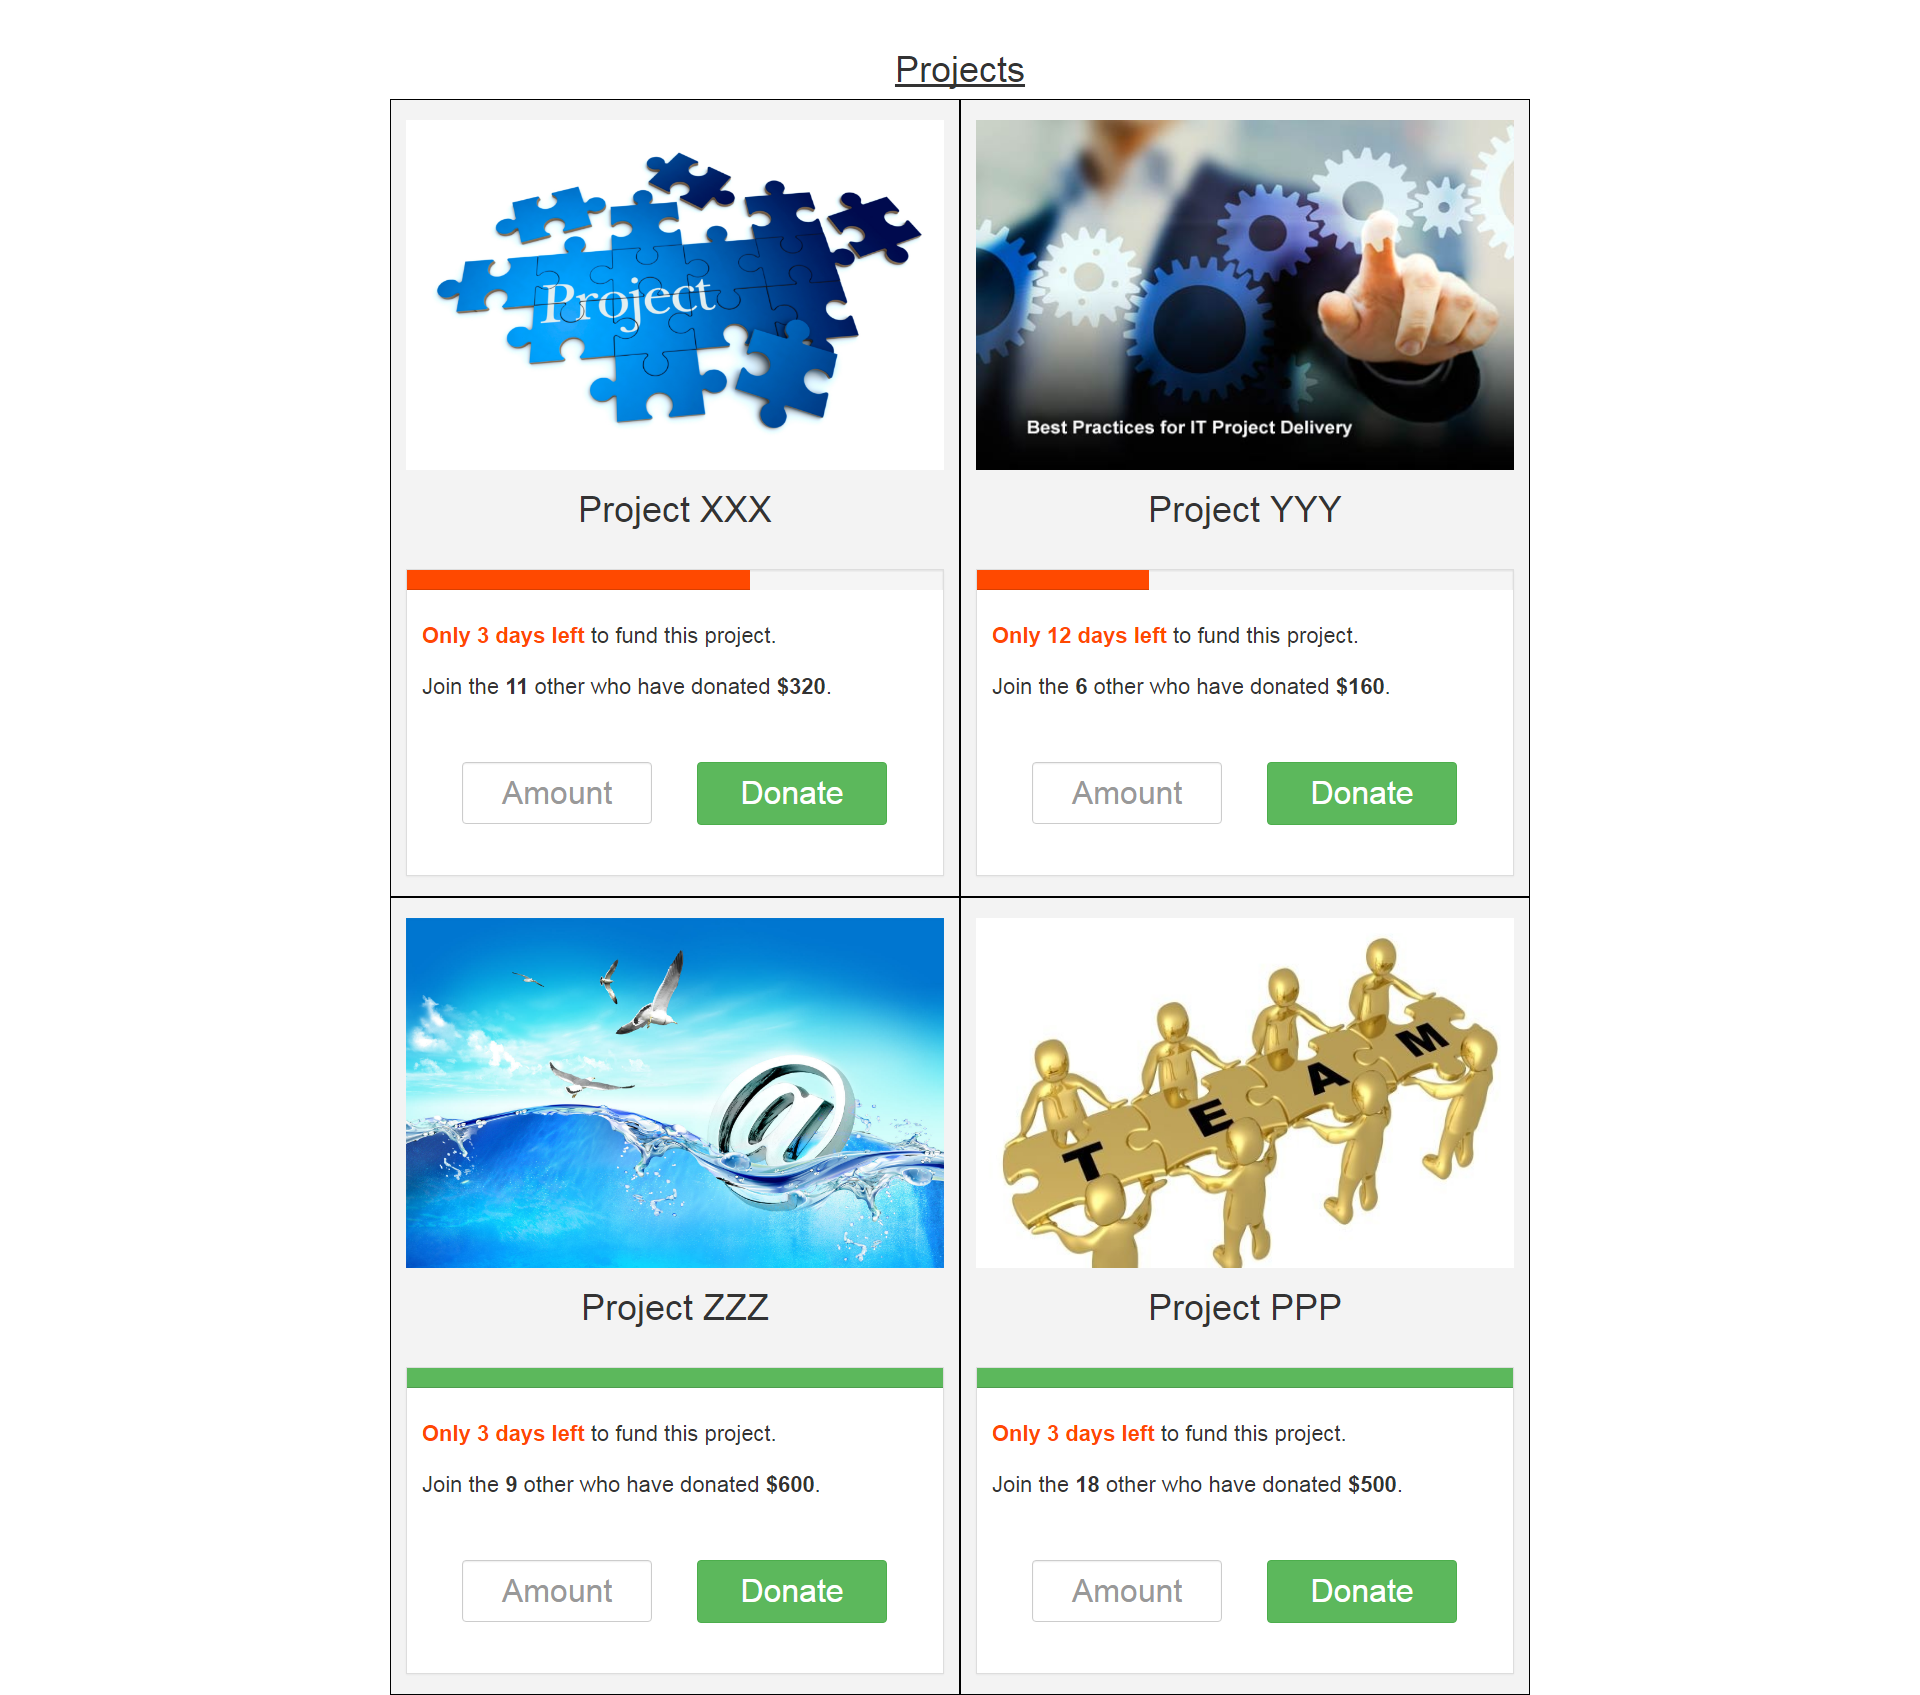 Projects
Project
Project XXX
Only 3 days left to fund this project.
Join the 11 other who have donated $320.
Amount
Donate
Best Practices for IT Project Delivery
Project YYY
Only 12 days left to fund this project.
Join the 6 other who have donated $160.
Amount
Donate
@
Project ZZZ
Only 3 days left to fund this project.
Join the 9 other who have donated $600.
Amount
Donate
TEAM
Project PPP
Only 3 days left to fund this project.
Join the 18 other who have donated $500.
Amount
Donate